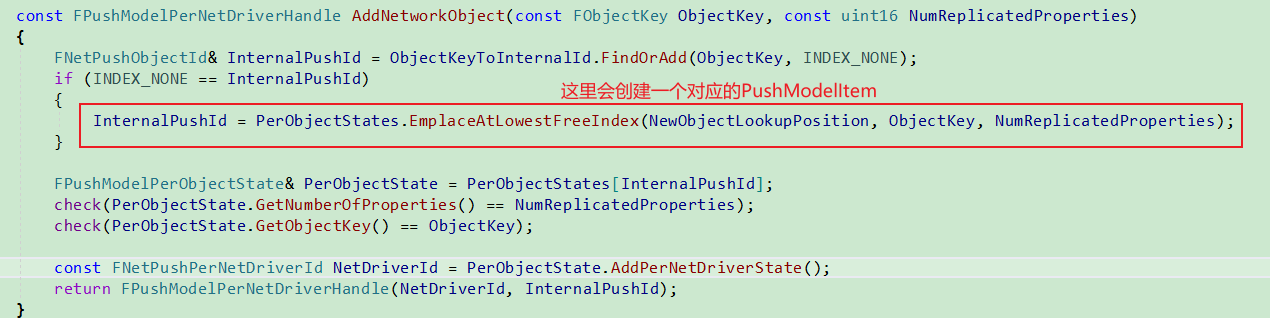 const FPushModelPerNetDriverHandle AddNetworkObject(const FObjectKey ObjectKey, const uint16 NumReplicatedProperties)
{
FNetPushObjectId& InternalPushId = ObjectKeyToInternalId.FindOrAdd(ObjectKey, INDEX_NONE);
if (INDEX_NONE == InternalPushId)
这里会创建一个对应的PushModelItem
{
InternalPushId = PerObjectStates.EmplaceAtLowestFreeIndex(NewObjectLookupPosition, ObjectKey, NumReplicatedProperties);
}
FPushModelPerObjectState& PerObjectState = PerObjectStates[InternalPushId];
check(PerObjectState.GetNumberOfProperties() == NumReplicatedProperties);
check(PerObjectState.GetObjectKey() == ObjectKey);
const FNetPushPerNetDriverId NetDriverId = PerObjectState.AddPerNetDriverState();
return FPushModelPerNetDriverHandle(NetDriverId, InternalPushId);
}